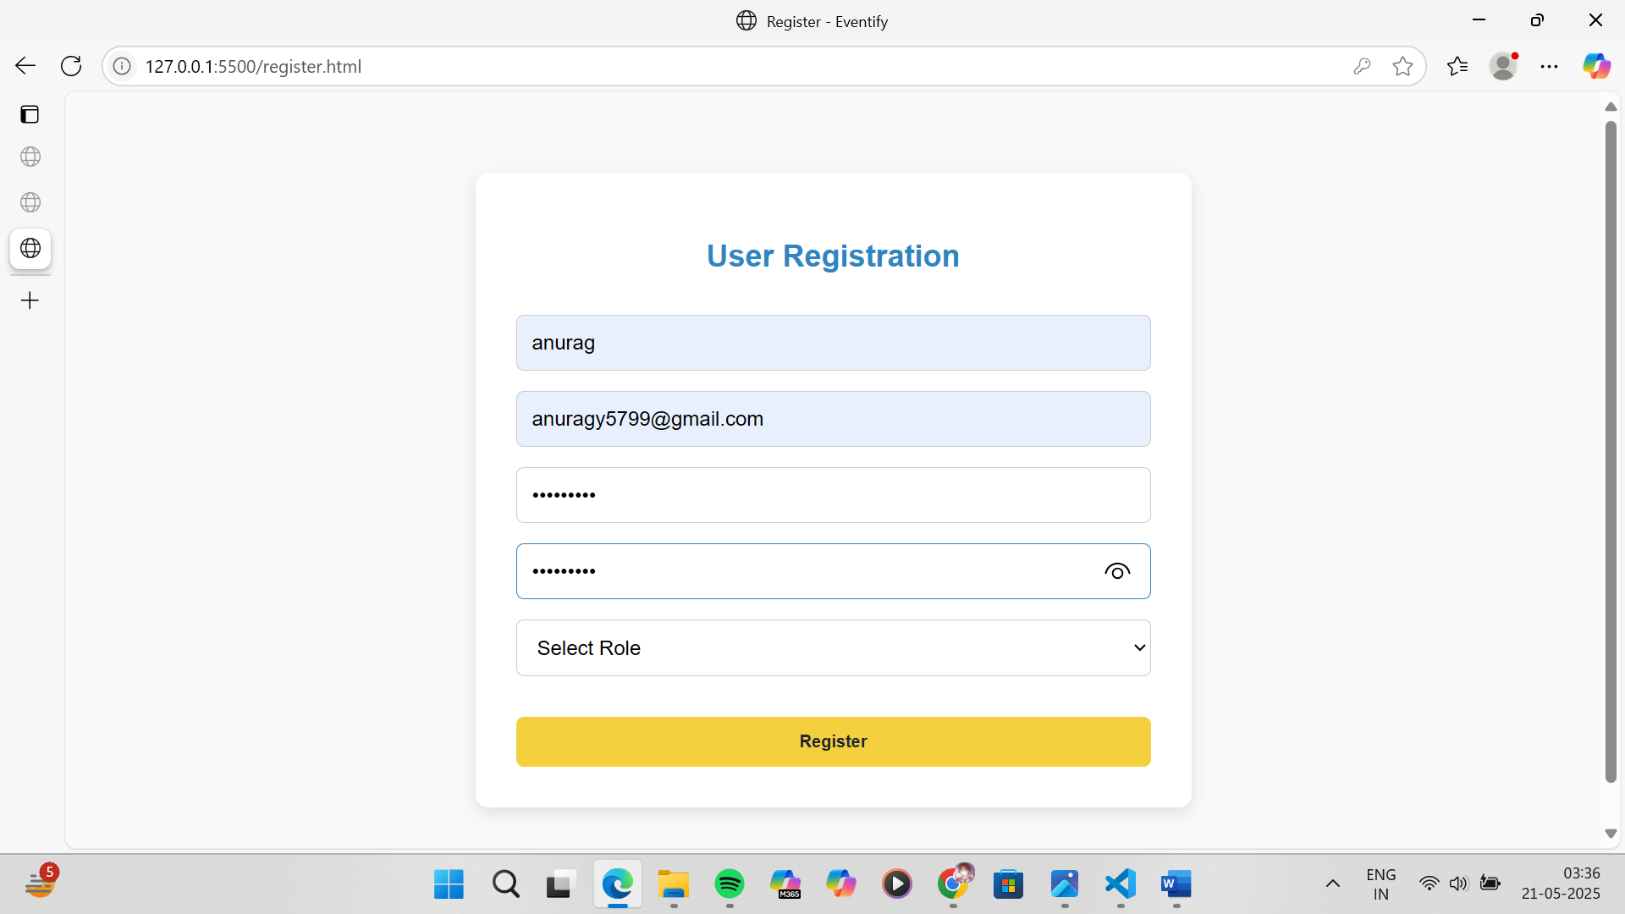 Register - Eventify
127.0.0.1:5500/register.html
User Registration
anurag
anuragy5799@gmail.com
•••••••••
•••••••••
Select Role
Register
5
M365
W
ENG
IN
03:36
21-05-2025